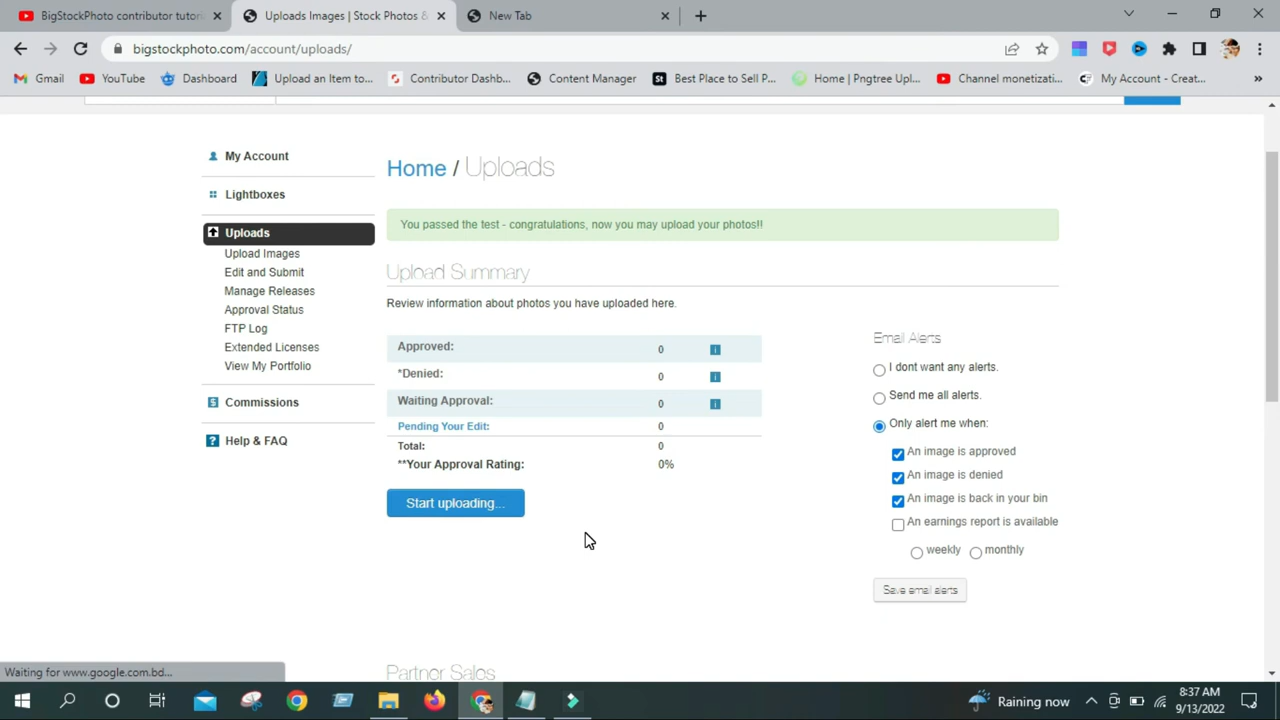 BigStockPhoto contributor tutori
Uploads Images | Stock Photos &
New Tab
bigstockphoto.com/account/uploads/
Gmail
YouTube
Dashboard
Upload an Item to...
Contributor Dashb...
Content Manager
Best Place to Sell P...
Home | Pngtree Upl...
Channel monetizati...
My Account - Creat...
»
My Account
Lightboxes
Uploads
Upload Images
Edit and Submit
Manage Releases
Approval Status
FTP Log
Extended Licenses
View My Portfolio
Commissions
Help & FAQ
Home / Uploads
You passed the test - congratulations, now you may upload your photos!!
Upload Summary
Review information about photos you have uploaded here.
Approved: 0
*Denied: 0
Waiting Approval: 0
Pending Your Edit: 0
Total: 0
**Your Approval Rating: 0%
Start uploading...
Email Alerts
I dont want any alerts.
Send me all alerts.
Only alert me when:
An image is approved
An image is denied
An image is back in your bin
An earnings report is available
weekly monthly
Save email alerts
Partner Sales
Waiting for www.google.com.bd...
Raining now
8:37 AM
9/13/2022